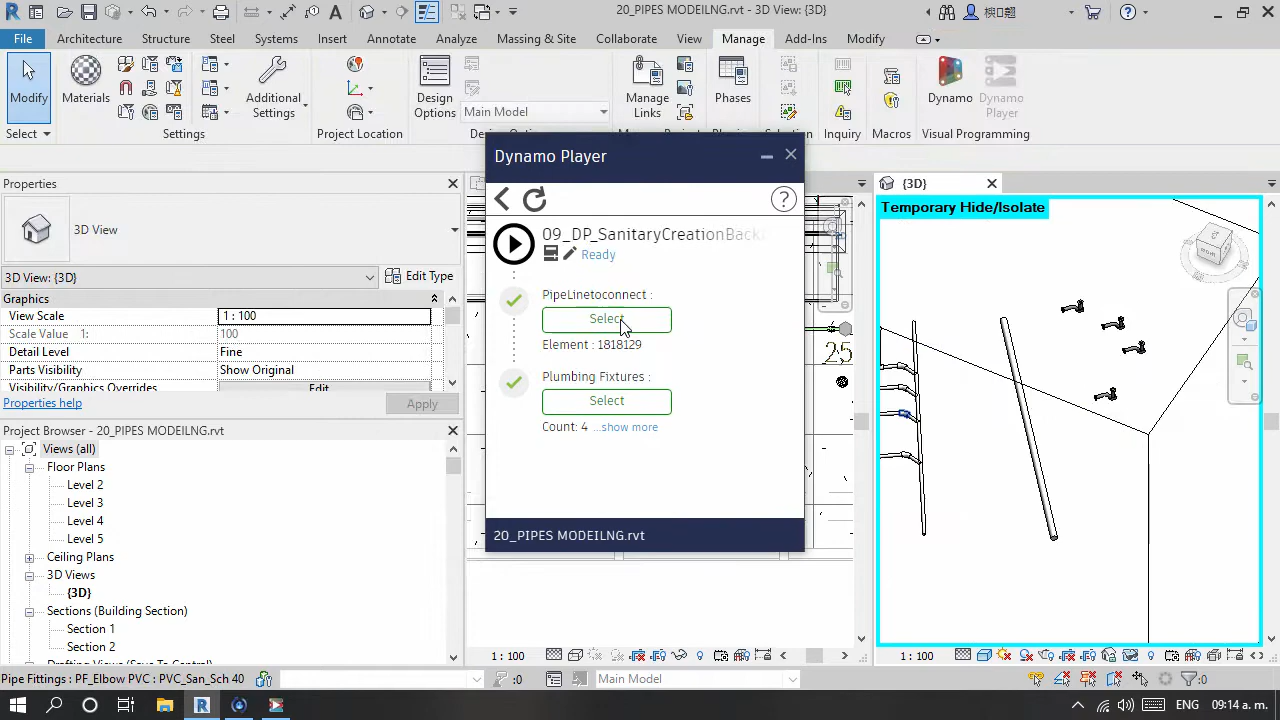 20_PIPES MODEILNG.rvt - 3D View: {3D}
File Architecture Structure Steel Systems Insert Annotate Analyze Massing & Site Collaborate View Manage Add-Ins Modify
Modify
Materials
Additional
Settings
Design
Options
Main Model
Manage
Links
Phases
Dynamo
Dynamo
Player
Select
Settings
Project Location
Inquiry
Macros
Visual Programming
Properties
3D View
3D View: {3D}
Edit Type
Graphics
View Scale
1 : 100
Scale Value 1:
100
Detail Level
Fine
Parts Visibility
Show Original
Visibility/Graphics Overrides
Edit
Properties help
Apply
Project Browser - 20_PIPES MODEILNG.rvt
Views (all)
Floor Plans
Level 2
Level 3
Level 4
Level 5
Ceiling Plans
3D Views
{3D}
Sections (Building Section)
Section 1
Section 2
Dynamo Player
?
09_DP_SanitaryCreationBack
Ready
PipeLinetoconnect :
Select
Element : 1818129
Plumbing Fixtures :
Select
Count: 4 ...show more
20_PIPES MODEILNG.rvt
25
{3D}
Temporary Hide/Isolate
1 : 100
1 : 100
Pipe Fittings : PF_Elbow PVC : PVC_San_Sch 40
:0
Main Model
:0
ENG
09:14 a. m.